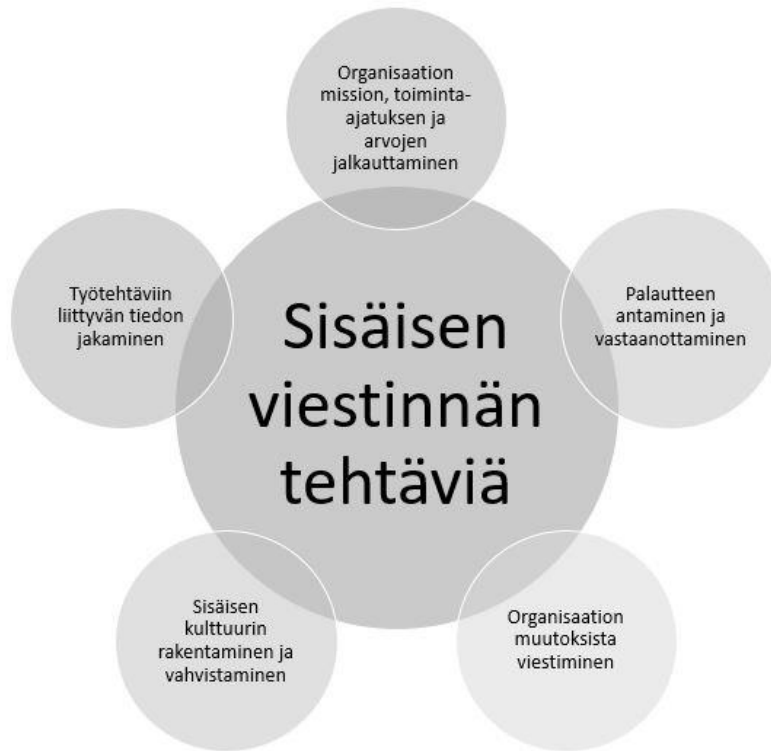 Organisaation
mission, toiminta-
ajatuksen ja
arvojen
jalkauttaminen
Työtehtäviin
liittyvän tiedon
jakaminen
Sisäisen
viestinnän
tehtäviä
Palautteen
antaminen ja
vastaanottaminen
Sisäisen
kulttuurin
rakentaminen ja
vahvistaminen
Organisaation
muutoksista
viestiminen